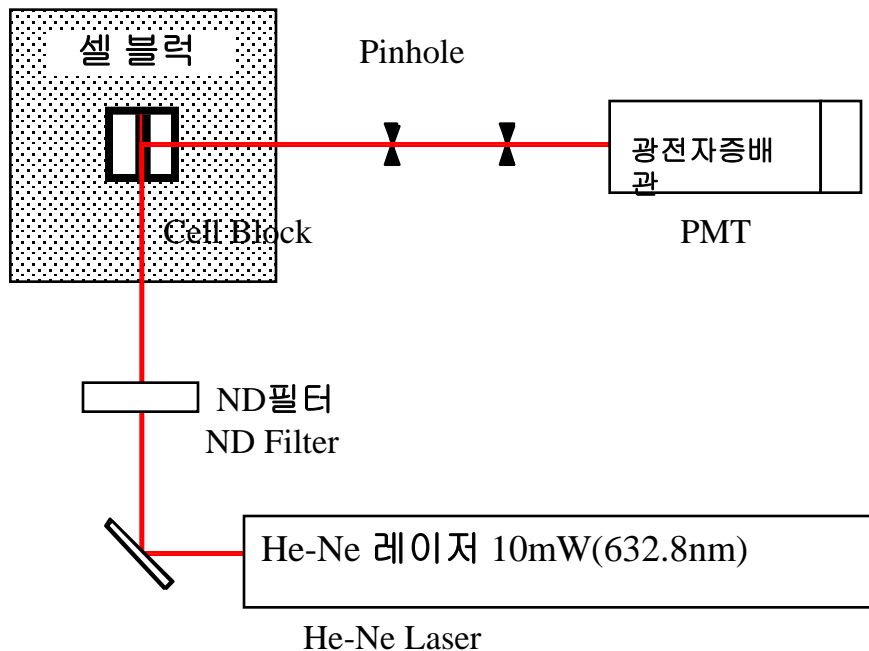 셀 블럭
Pinhole
광전자증배
관
Cell Block
PMT
ND필터
ND Filter
He-Ne 레이저 10mW(632.8nm)
He-Ne Laser